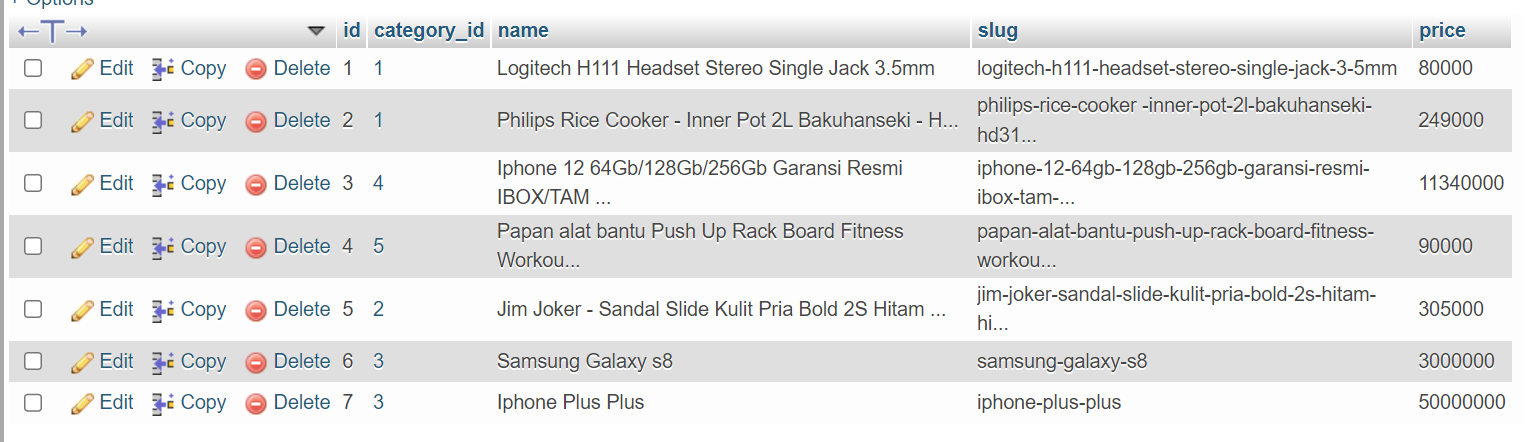 + Options
←T→ id category_id name slug price
Edit Copy Delete 1 1 Logitech H111 Headset Stereo Single Jack 3.5mm logitech-h111-headset-stereo-single-jack-3-5mm 80000
Edit Copy Delete 2 1 Philips Rice Cooker - Inner Pot 2L Bakuhanseki - H... philips-rice-cooker -inner-pot-2l-bakuhanseki- 249000
hd31...
Edit Copy Delete 3 4 Iphone 12 64Gb/128Gb/256Gb Garansi Resmi iphone-12-64gb-128gb-256gb-garansi-resmi- 11340000
IBOX/TAM ... ibox-tam-...
Edit Copy Delete 4 5 Papan alat bantu Push Up Rack Board Fitness papan-alat-bantu-push-up-rack-board-fitness- 90000
Workou... workou...
Edit Copy Delete 5 2 Jim Joker - Sandal Slide Kulit Pria Bold 2S Hitam ... jim-joker-sandal-slide-kulit-pria-bold-2s-hitam- 305000
hi...
Edit Copy Delete 6 3 Samsung Galaxy s8 samsung-galaxy-s8 3000000
Edit Copy Delete 7 3 Iphone Plus Plus iphone-plus-plus 50000000